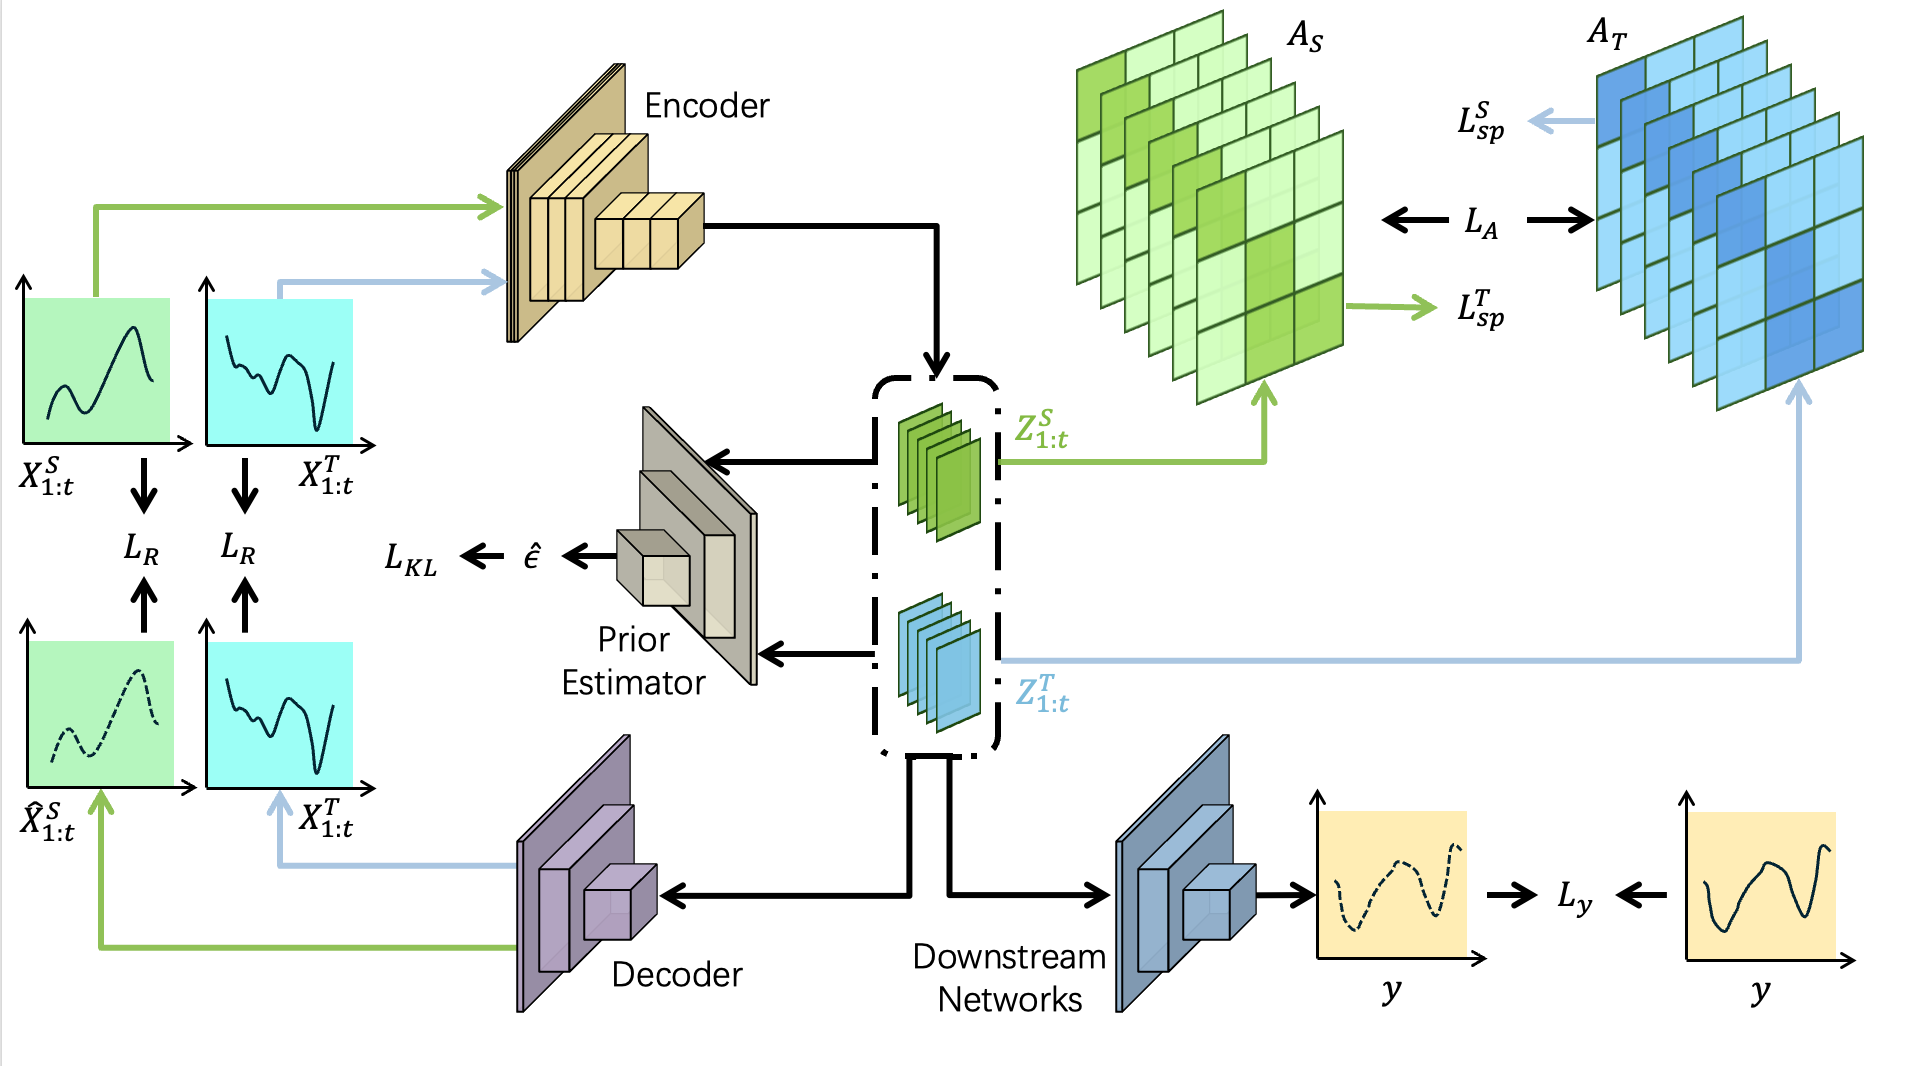 Encoder
$A_S$
$A_T$
$L_{sp}^S$
$L_A$
$L_{sp}^T$
$X_{1:t}^S$
$X_{1:t}^T$
$Z_{1:t}^S$
$L_R$
$L_R$
$L_{KL}$
$\hat{\epsilon}$
Prior
Estimator
$Z_{1:t}^T$
$\hat{X}_{1:t}^S$
$X_{1:t}^T$
Decoder
Downstream
Networks
$y$
$L_y$
$y$